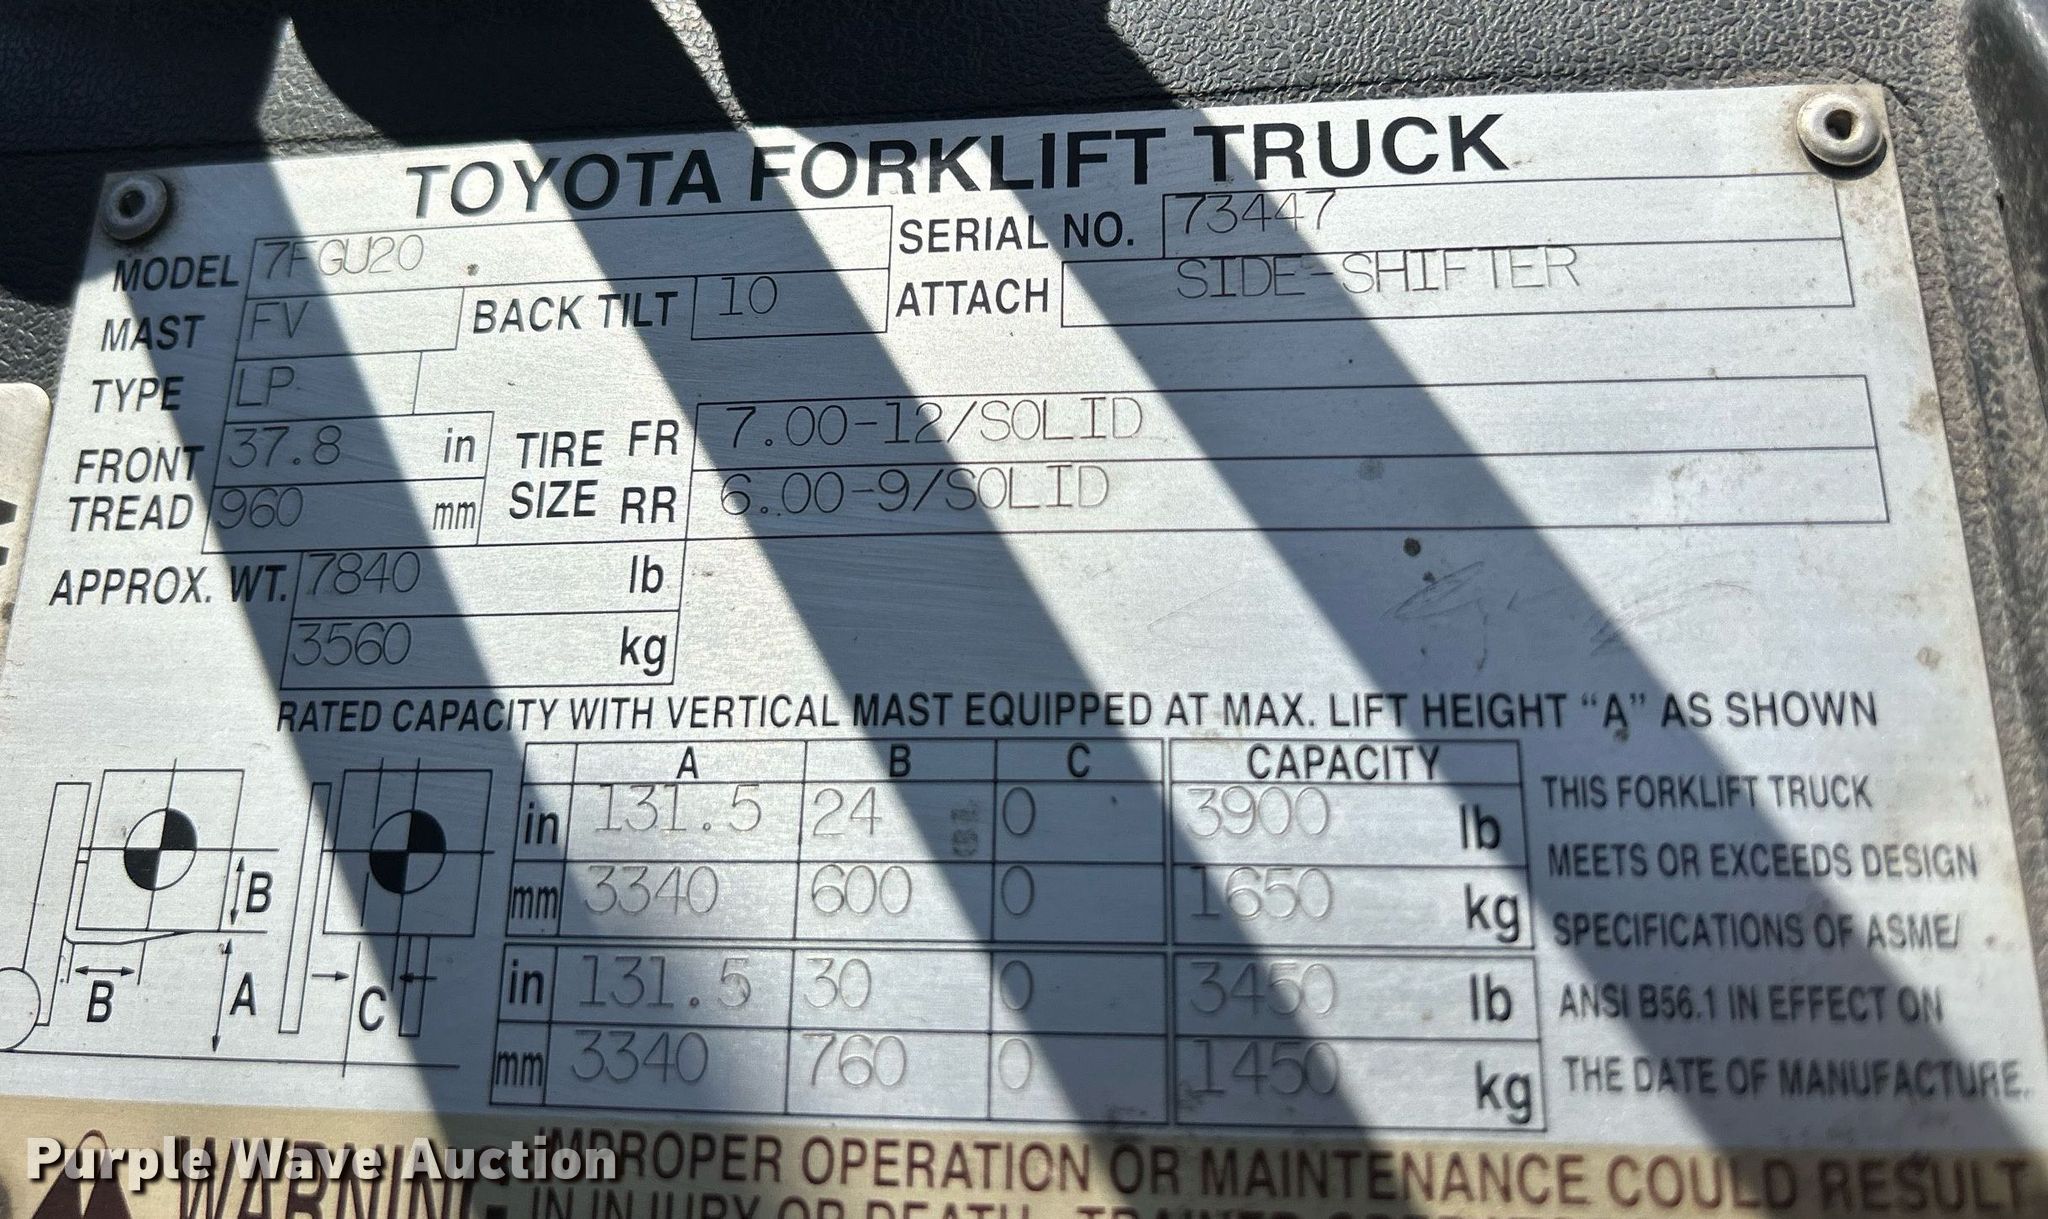 TOYOTA FORKLIFT TRUCK
MODEL 7FGU20 SERIAL NO. 73447
MAST FV BACK TILT 10 ATTACH SIDE-SHIFTER
TYPE LP
FRONT TREAD 37.8 in TIRE SIZE FR 7.00-12/SOLID
960 mm RR 6.00-9/SOLID
APPROX. WT. 7840 lb
3560 kg
RATED CAPACITY WITH VERTICAL MAST EQUIPPED AT MAX. LIFT HEIGHT "A" AS SHOWN
A B C CAPACITY
in 131.5 24 0 3900 lb
mm 3340 600 0 1650 kg
in 131.5 30 0 3450 lb
mm 3340 760 0 1450 kg
B
B A C
THIS FORKLIFT TRUCK
MEETS OR EXCEEDS DESIGN
SPECIFICATIONS OF ASME/
ANSI B56.1 IN EFFECT ON
THE DATE OF MANUFACTURE.
WARNING IMPROPER OPERATION OR MAINTENANCE COULD RESULT
IN INJURY OR DEATH.
Purple Wave Auction